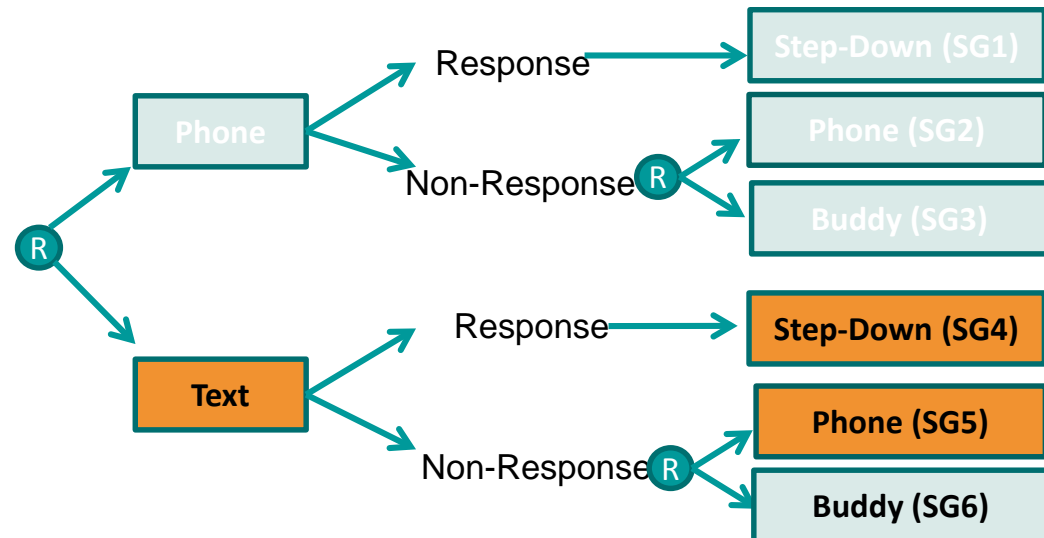 Response
Step-Down (SG1)
Phone
Phone (SG2)
Non-Response
R
Buddy (SG3)
R
Response
Step-Down (SG4)
Text
Phone (SG5)
Non-Response
R
Buddy (SG6)